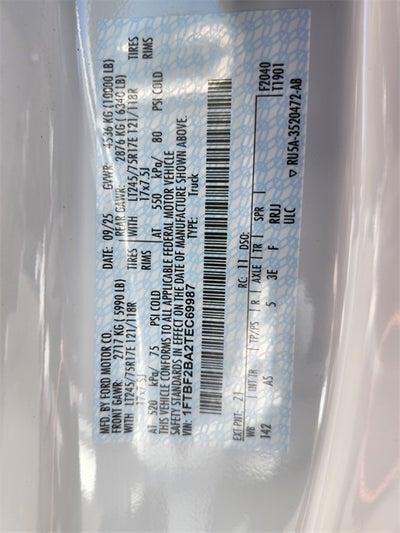 MFD. BY FORD MOTOR CO.
DATE: 09/25 GVWR: 4536 KG (10000 LB)
FRONT GAWR: 2717 KG (5990 LB) REAR GAWR: 2876 KG (6340 LB)
WITH LT245/75R17E 121/118R TIRES WITH LT245/75R17E 121/118R TIRES
17x7.5J RIMS 17x7.5J RIMS
AT 520 kPa/ 75 PSI COLD AT 550 kPa/ 80 PSI COLD
THIS VEHICLE CONFORMS TO ALL APPLICABLE FEDERAL MOTOR VEHICLE
SAFETY STANDARDS IN EFFECT ON THE DATE OF MANUFACTURE SHOWN ABOVE.
VIN: 1FTBF2BA2TEC69987 TYPE: Truck
F2040
T1901
EXT PNT: Z1 RC: 11 DSO:
WB INT TR TP/PS R AXLE TR SPR
142 AS 5 3E F RRJJ
ULC
▽ RU5A-3520472-AB